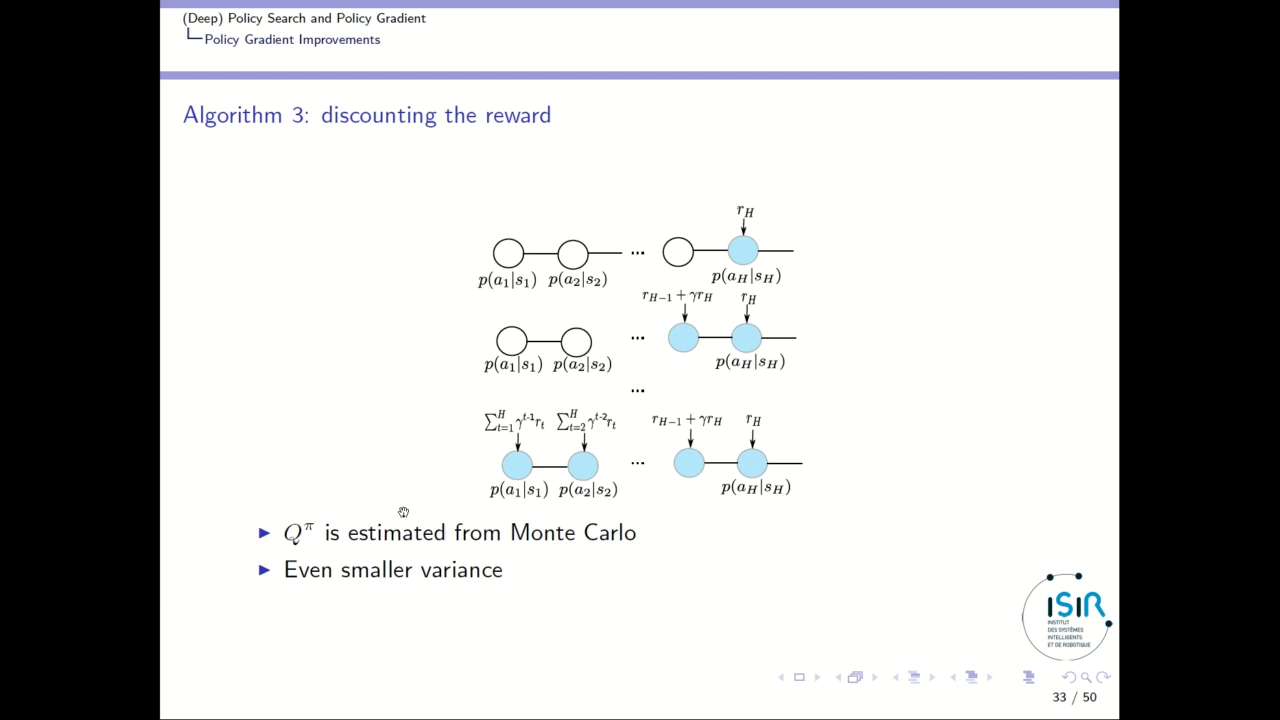 (Deep) Policy Search and Policy Gradient
Policy Gradient Improvements
Algorithm 3: discounting the reward
r_H
...
p(a_1|s_1) p(a_2|s_2) p(a_H|s_H)
r_{H-1} + γr_H r_H
...
p(a_1|s_1) p(a_2|s_2) p(a_H|s_H)
...
∑_{t=1}^{H} γ^{t-1} r_t ∑_{t=2}^{H} γ^{t-2} r_t r_{H-1} + γr_H r_H
...
p(a_1|s_1) p(a_2|s_2) p(a_H|s_H)
Q^π is estimated from Monte Carlo
Even smaller variance
ISIR
INSTITUT
DES SYSTÈMES
INTELLIGENTS
ET DE ROBOTIQUE
33 / 50